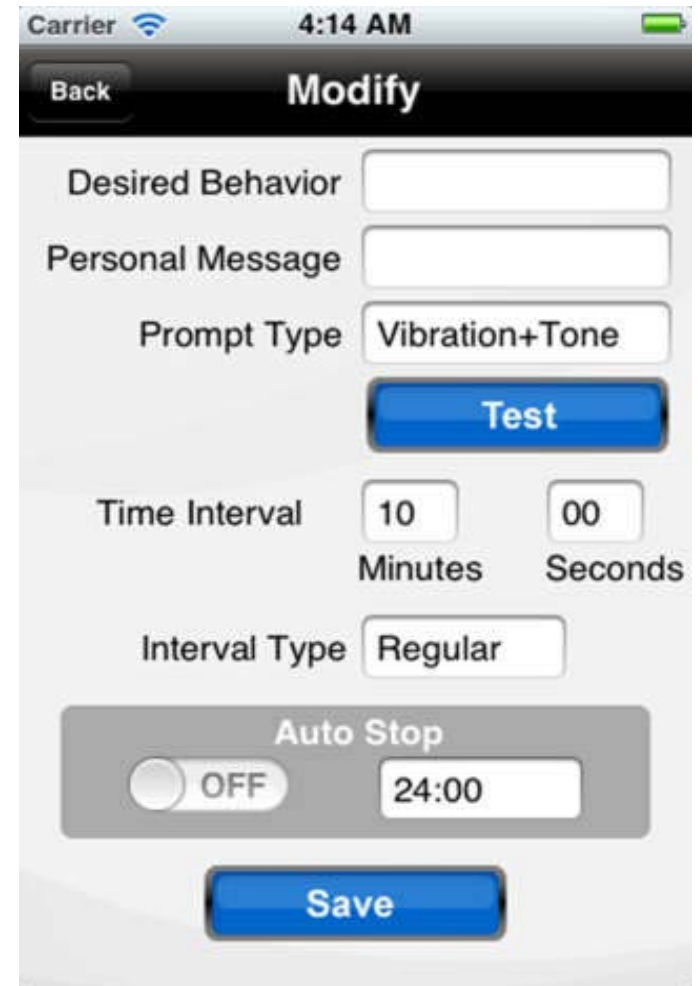 Carrier 4:14 AM
Back Modify
Desired Behavior
Personal Message
Prompt Type Vibration+Tone
Test
Time Interval 10 00
Minutes Seconds
Interval Type Regular
Auto Stop
OFF 24:00
Save